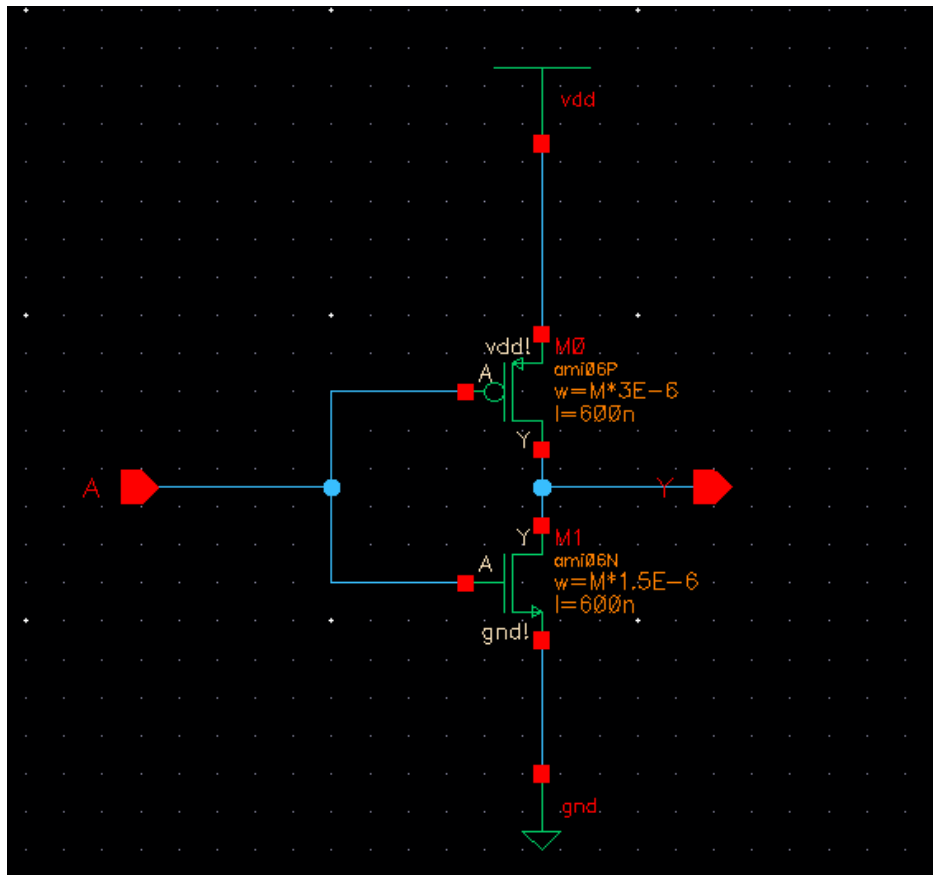 vdd
vdd!
M0
A
ami06P
w=M*3E-6
l=600n
Y
A
Y
Y
M1
A
ami06N
w=M*1.5E-6
l=600n
gnd!
gnd